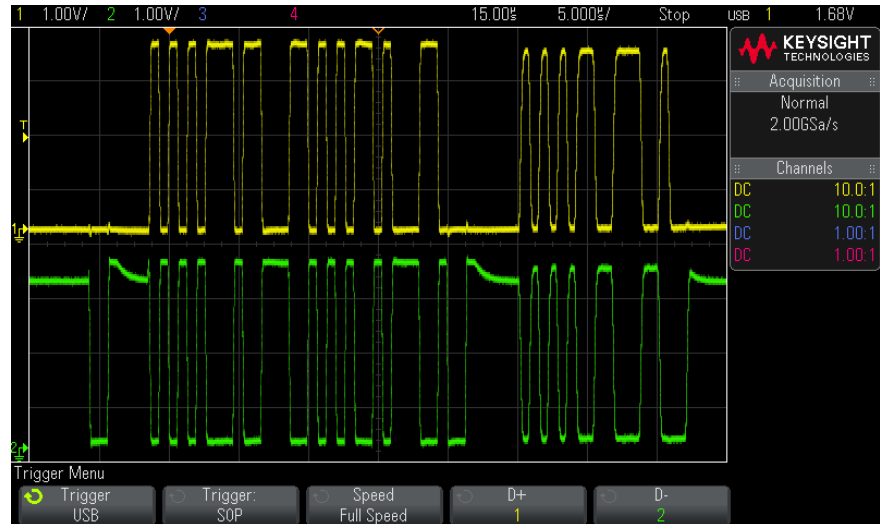 1 1.00V/ 2 1.00V/ 3 4 15.00㎲ 5.000㎲/ Stop USB 1 1.68V
KEYSIGHT
TECHNOLOGIES
Acquisition
Normal
2.00GSa/s
Channels
DC 10.0:1
DC 10.0:1
DC 1.00:1
DC 1.00:1
T
1
2
Trigger Menu
Trigger
USB
Trigger:
SOP
Speed
Full Speed
D+
1
D-
2